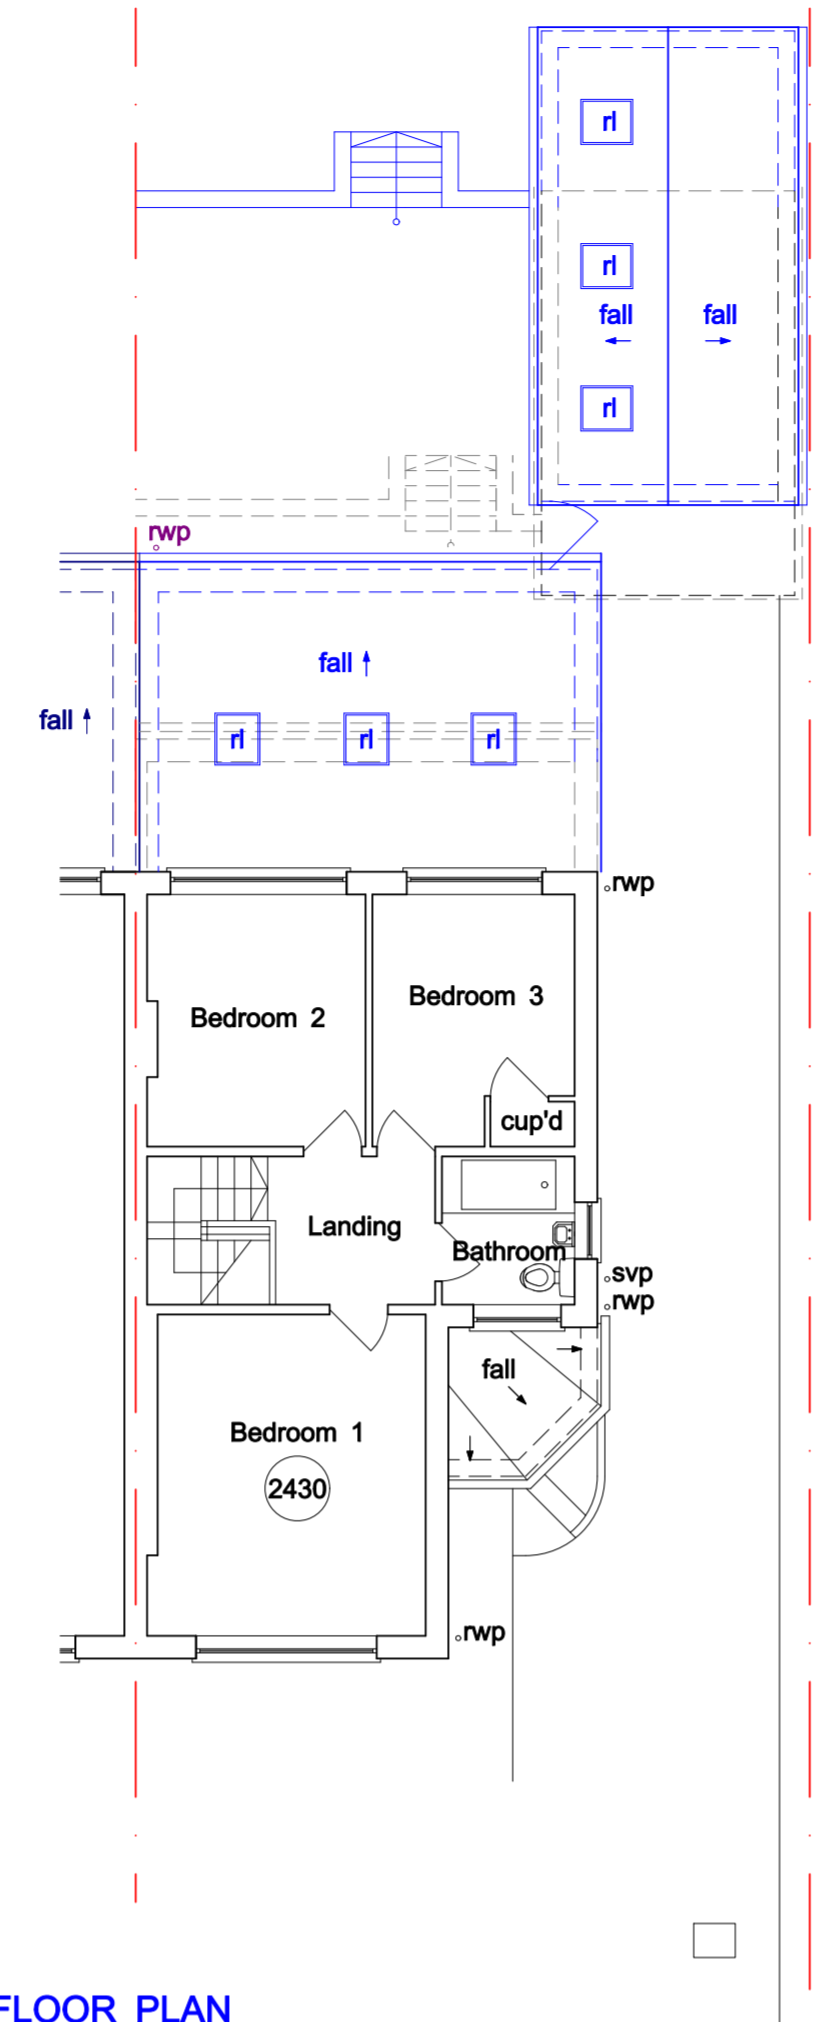 rl
rl
fall fall
rl
rwp
fall
fall
rl rl rl
rwp
Bedroom 3
Bedroom 2
cup'd
Landing
Bathroom
svp
rwp
fall
Bedroom 1
2430
rwp
FLOOR PLAN